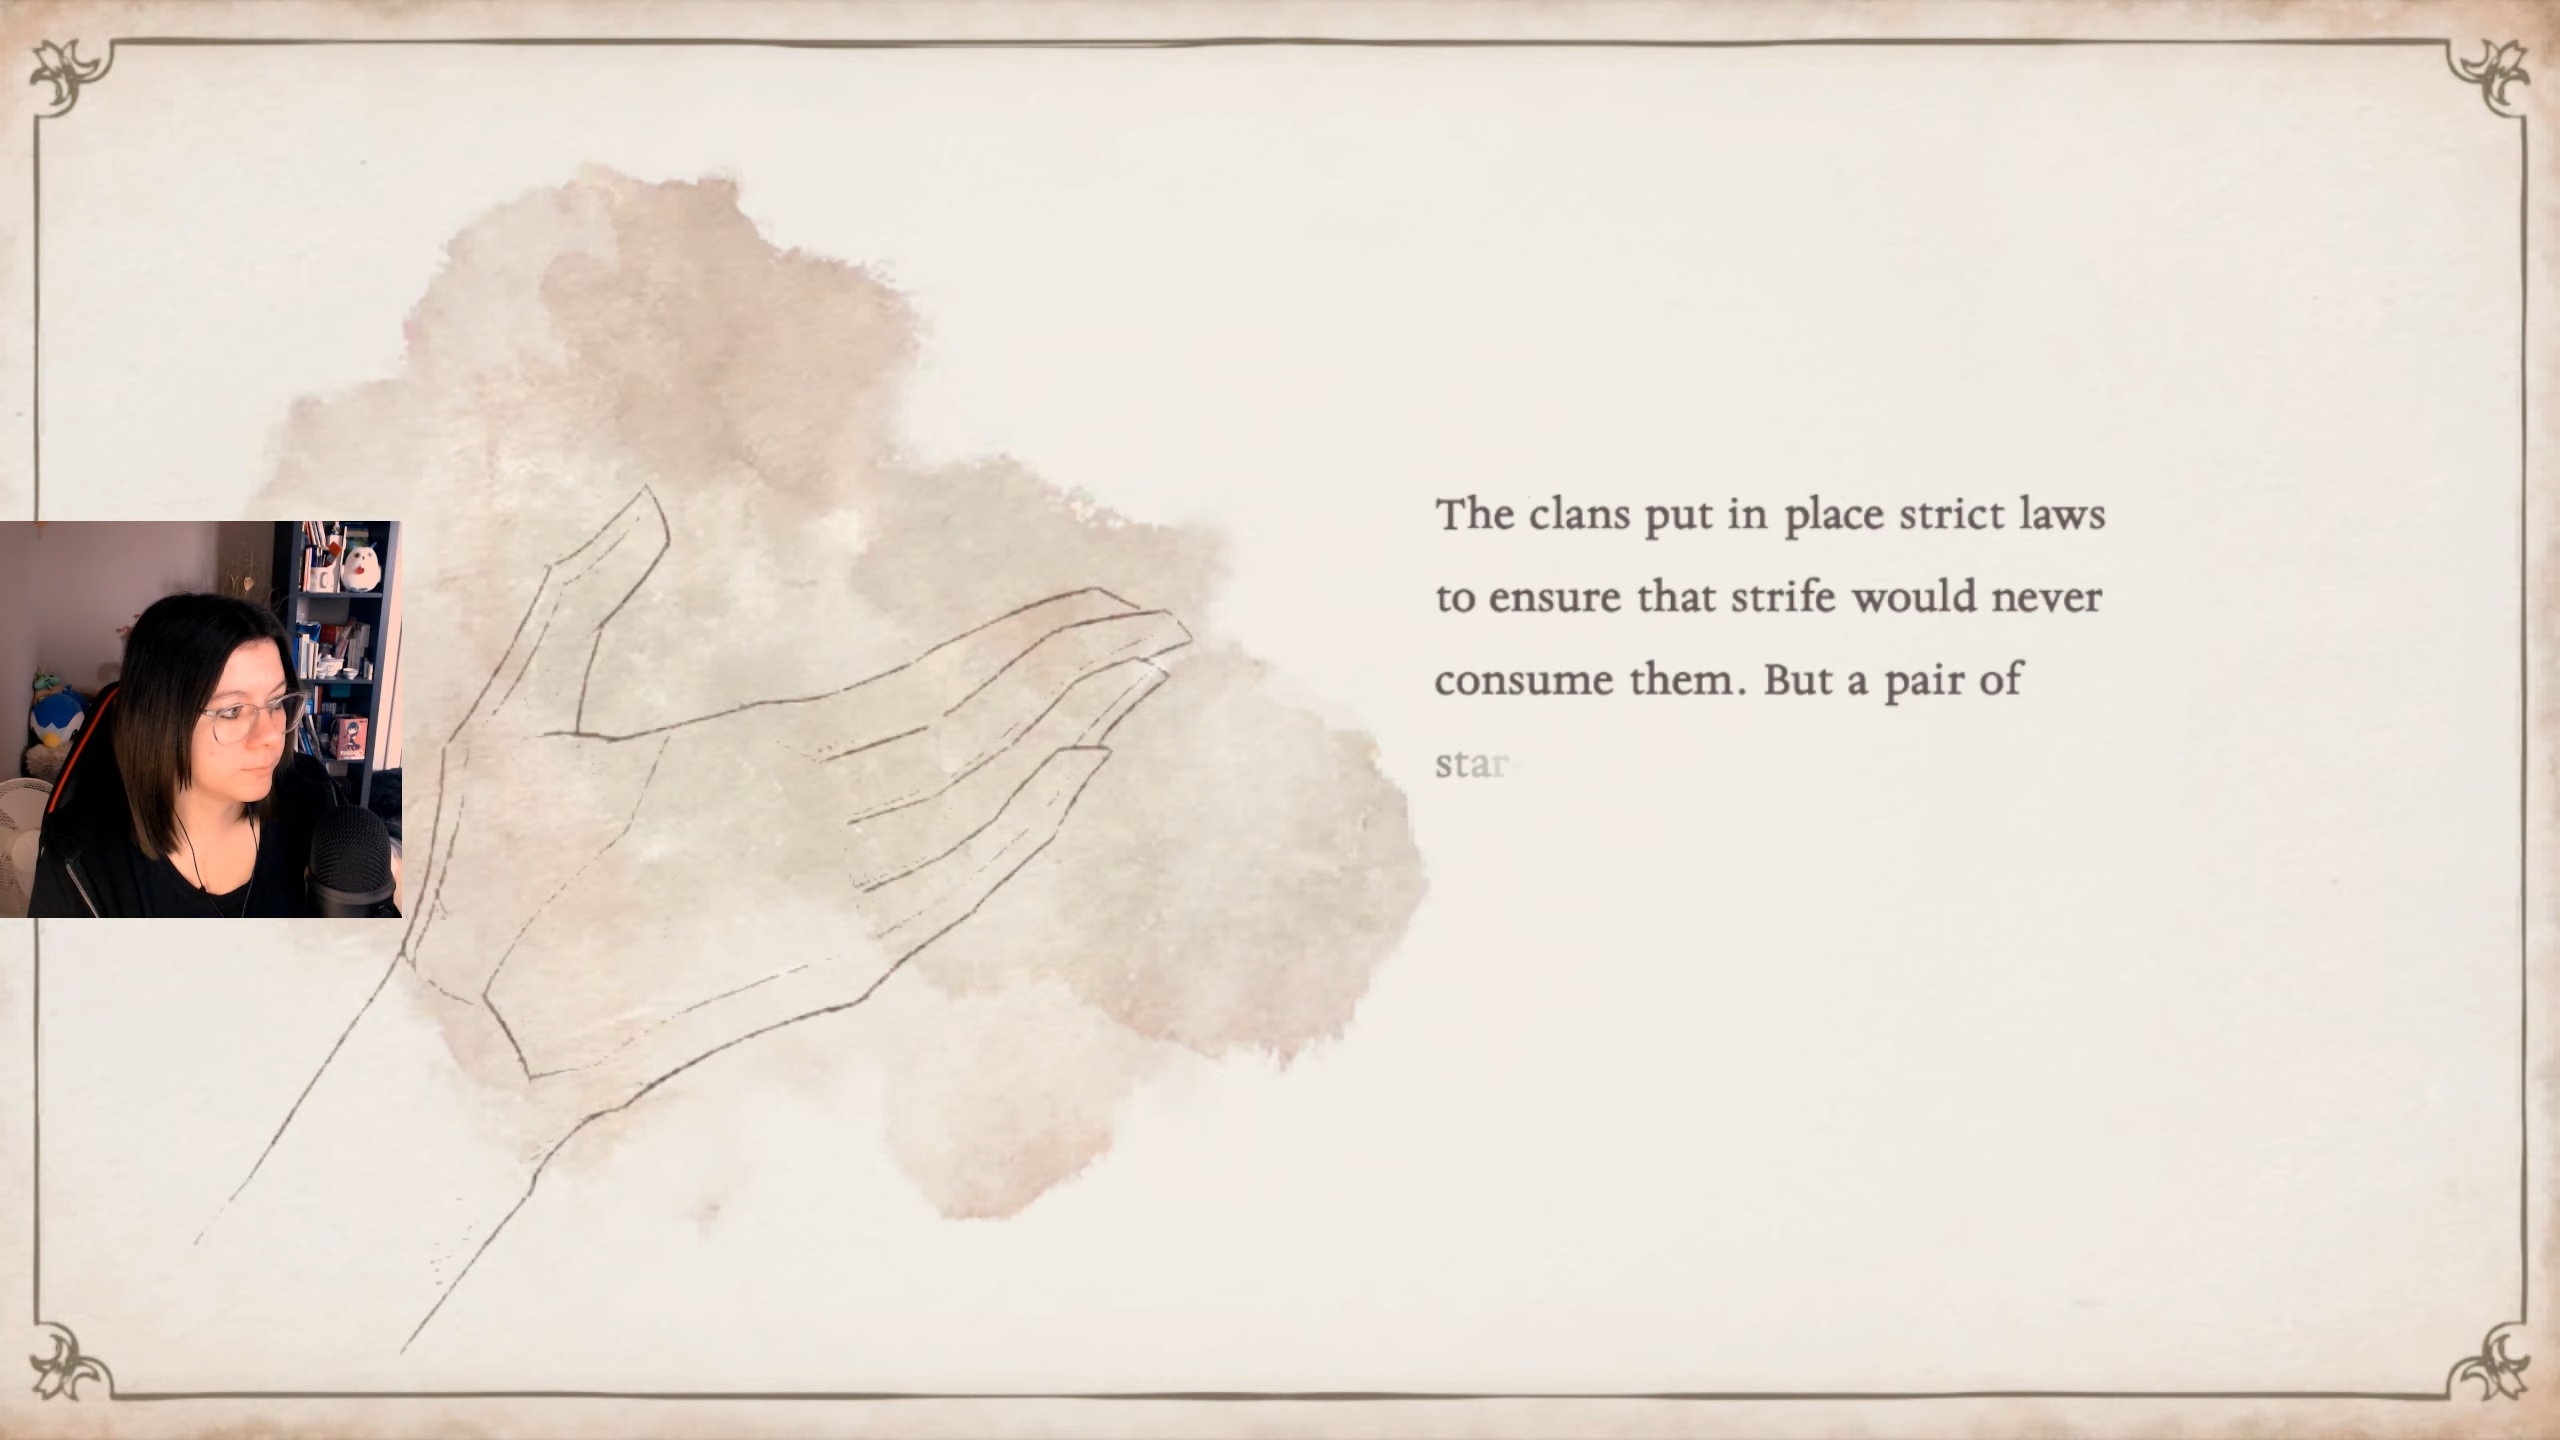 The clans put in place strict laws
to ensure that strife would never
consume them. But a pair of
star-